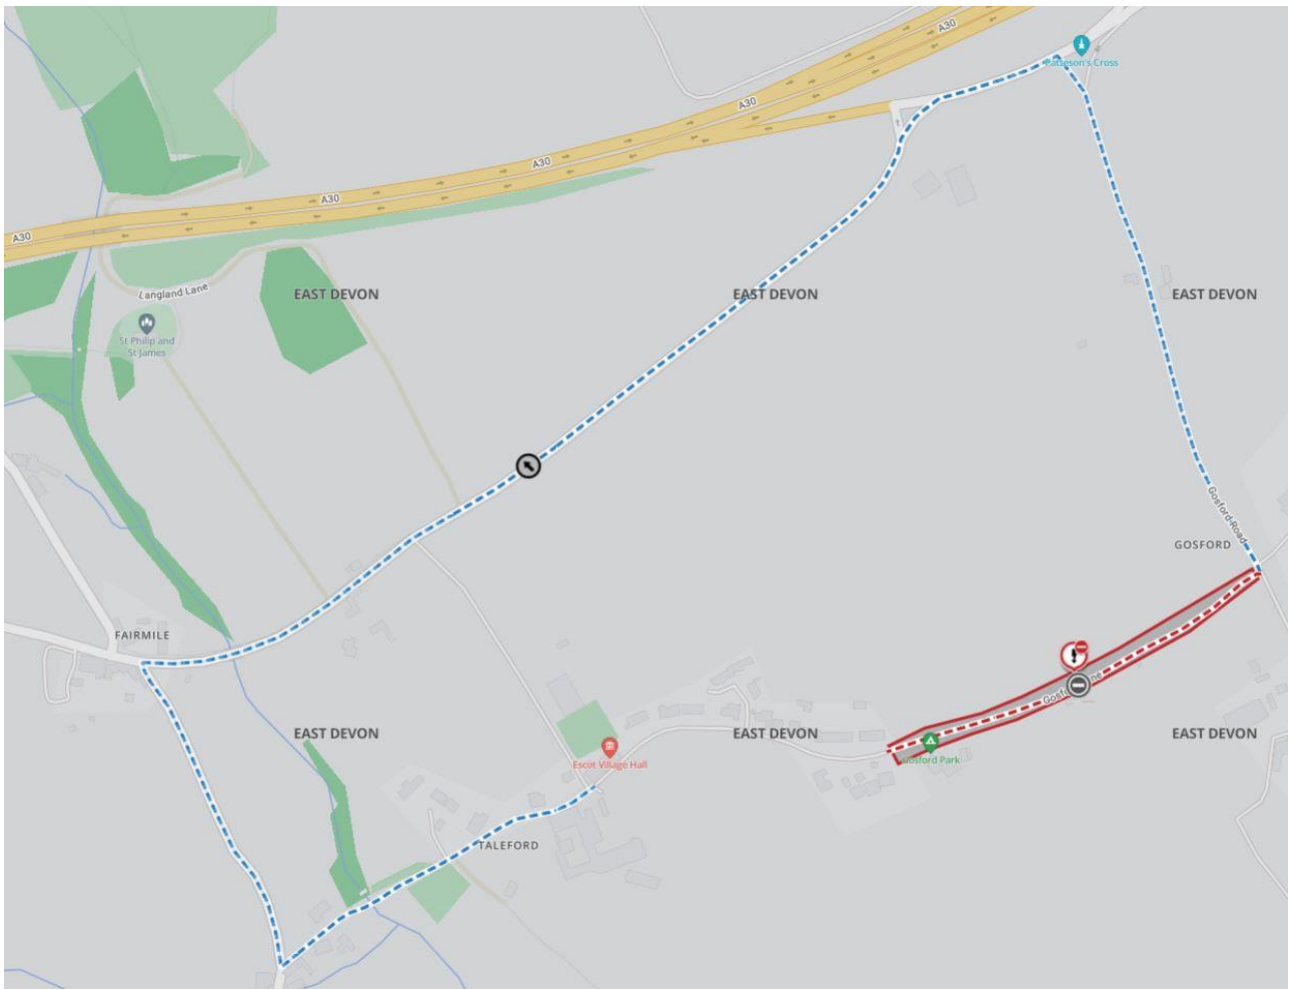 A30
Patteson's Cross
A30
A30
A30
A30
Langland Lane
EAST DEVON
EAST DEVON
EAST DEVON
St Philip and
St James
Gosford Road
GOSFORD
FAIRMILE
EAST DEVON
EAST DEVON
EAST DEVON
Escot Village Hall
Gosford Park
TALEFORD